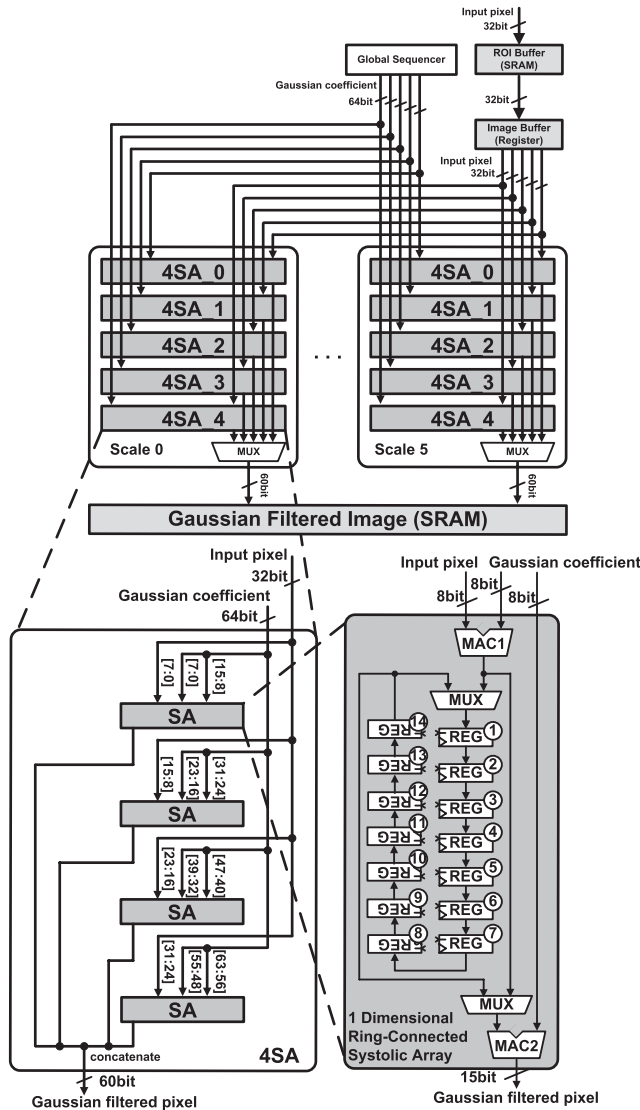 Input pixel
32bit
Global Sequencer
ROI Buffer
(SRAM)
Gaussian coefficient
64bit
32bit
Image Buffer
(Register)
Input pixel
32bit
4SA_0
4SA_1
4SA_2
4SA_3
4SA_4
Scale 0
MUX
60bit
...
4SA_0
4SA_1
4SA_2
4SA_3
4SA_4
Scale 5
MUX
60bit
Gaussian Filtered Image (SRAM)
Input pixel
32bit
Gaussian coefficient
64bit
[7:0]
[7:0]
[15:8]
SA
[15:8]
[23:16]
[31:24]
SA
[23:16]
[39:32]
[47:40]
SA
[31:24]
[55:48]
[63:56]
SA
concatenate
4SA
60bit
Gaussian filtered pixel
Input pixel
Gaussian coefficient
8bit
8bit
8bit
MAC1
MUX
REG 14
REG 1
REG 13
REG 2
REG 12
REG 3
REG 11
REG 4
REG 10
REG 5
REG 9
REG 6
REG 8
REG 7
MUX
1 Dimensional
Ring-Connected
Systolic Array
MAC2
15bit
Gaussian filtered pixel